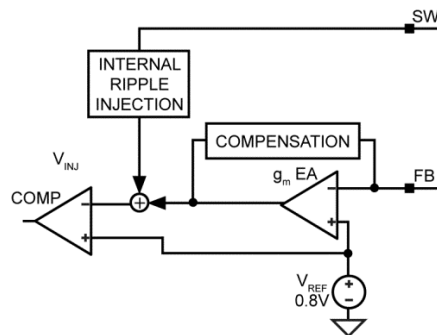 SW
INTERNAL
RIPPLE
INJECTION
COMPENSATION
V_INJ
g_m EA
FB
COMP
−
−
+
+
+
V_REF
0.8V
+
−